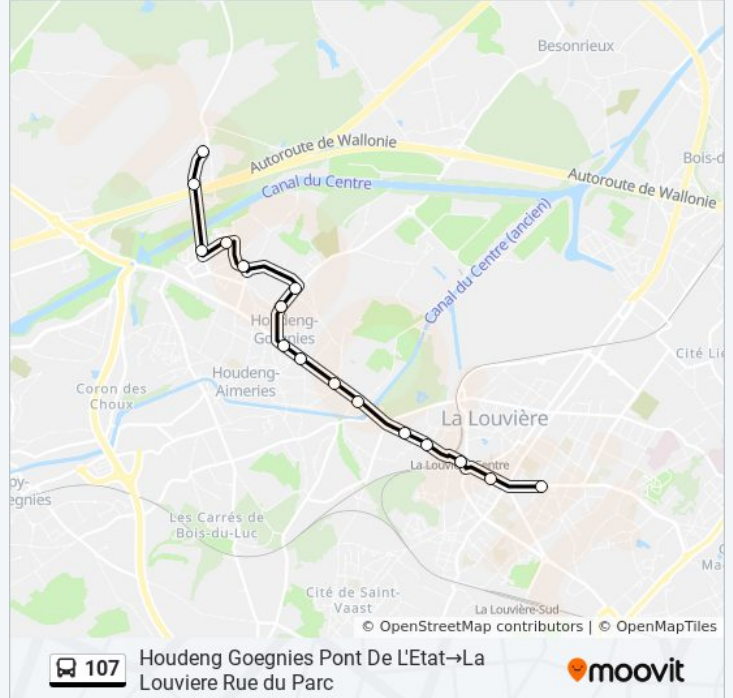 Besonrieux
Autoroute de Wallonie
Bois-d
Canal du Centre
Autoroute de Wallonie
Canal du Centre (ancien)
Houdeng-
Goegnies
Cité Lie
Houdeng-
Aimeries
Coron des
Choux
La Louvière
La Louvière-Centre
py-
egnies
Les Carrés de
Bois-du-Luc
C
Ma
Cité de Saint-
Vaast
La Louvière-Sud
© OpenStreetMap contributors | © OpenMapTiles
107
Houdeng Goegnies Pont De L'Etat→La
Louviere Rue du Parc
moovit